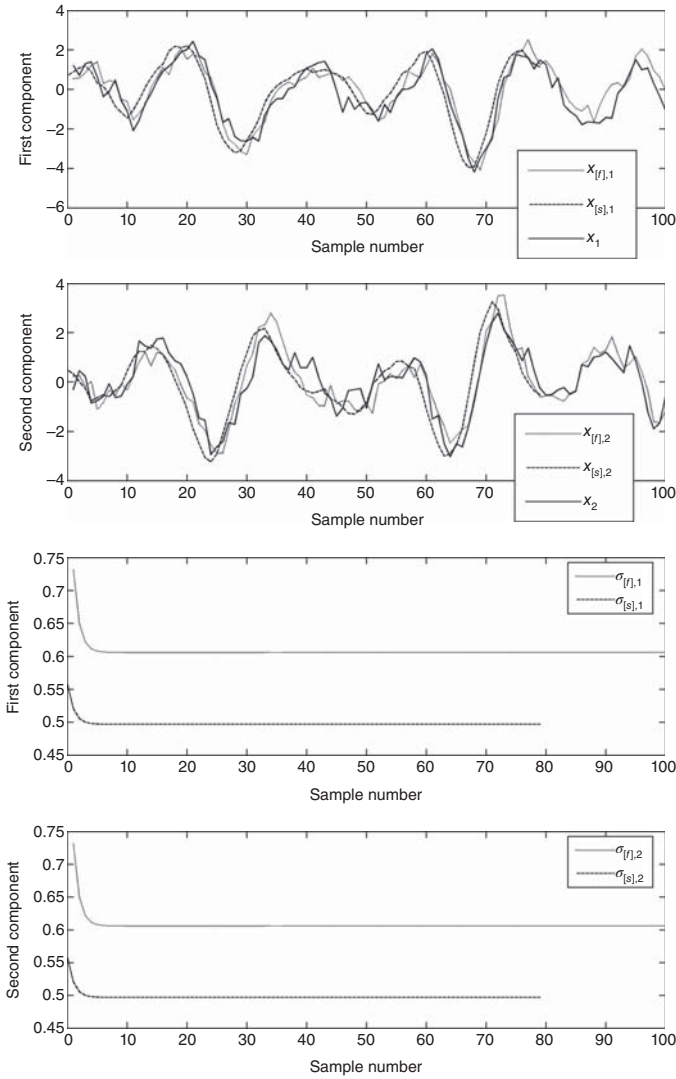 4
2
0
−2
−4
−6
First component
0 10 20 30 40 50 60 70 80 90 100
Sample number
x[f],1
x[s],1
x1
4
2
0
−2
−4
Second component
0 10 20 30 40 50 60 70 80 90 100
Sample number
x[f],2
x[s],2
x2
0.75
0.7
0.65
0.6
0.55
0.5
0.45
First component
0 10 20 30 40 50 60 70 80 90 100
Sample number
σ[f],1
σ[s],1
0.75
0.7
0.65
0.6
0.55
0.5
0.45
Second component
0 10 20 30 40 50 60 70 80 90 100
Sample number
σ[f],2
σ[s],2